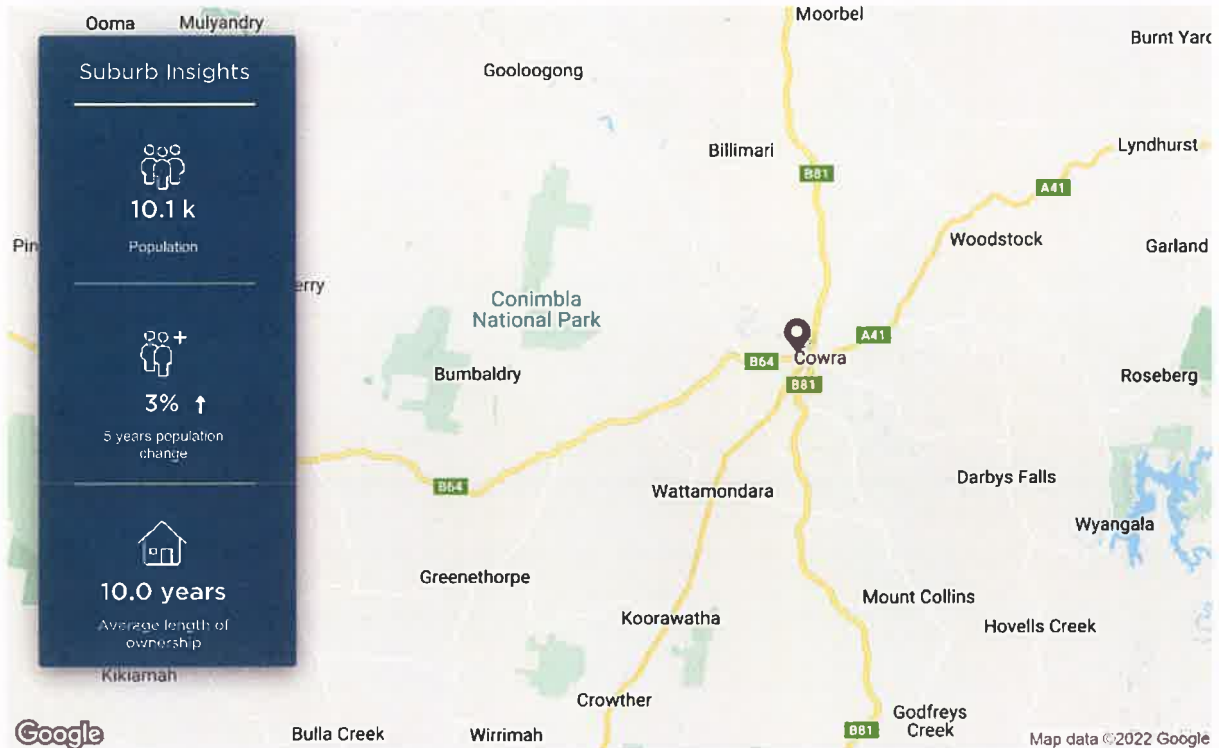 Ooma
Mulyandry
Moorbel
Burnt Yard
Suburb Insights
Gooloogong
10.1 k
Population
Billimari
B81
Lyndhurst
A41
Woodstock
Garland
Pin
erry
Conimbla
National Park
3%
5 years population
change
Bumbaldry
B64
Cowra
A41
B81
Roseberg
B64
Wattamondara
Darbys Falls
Wyangala
10.0 years
Average length of
ownership
Greenethorpe
Koorawatha
Mount Collins
Hovells Creek
Kikiamah
Crowther
Bulla Creek
Wirrimah
B81
Godfreys
Creek
Google
Map data ©2022 Google